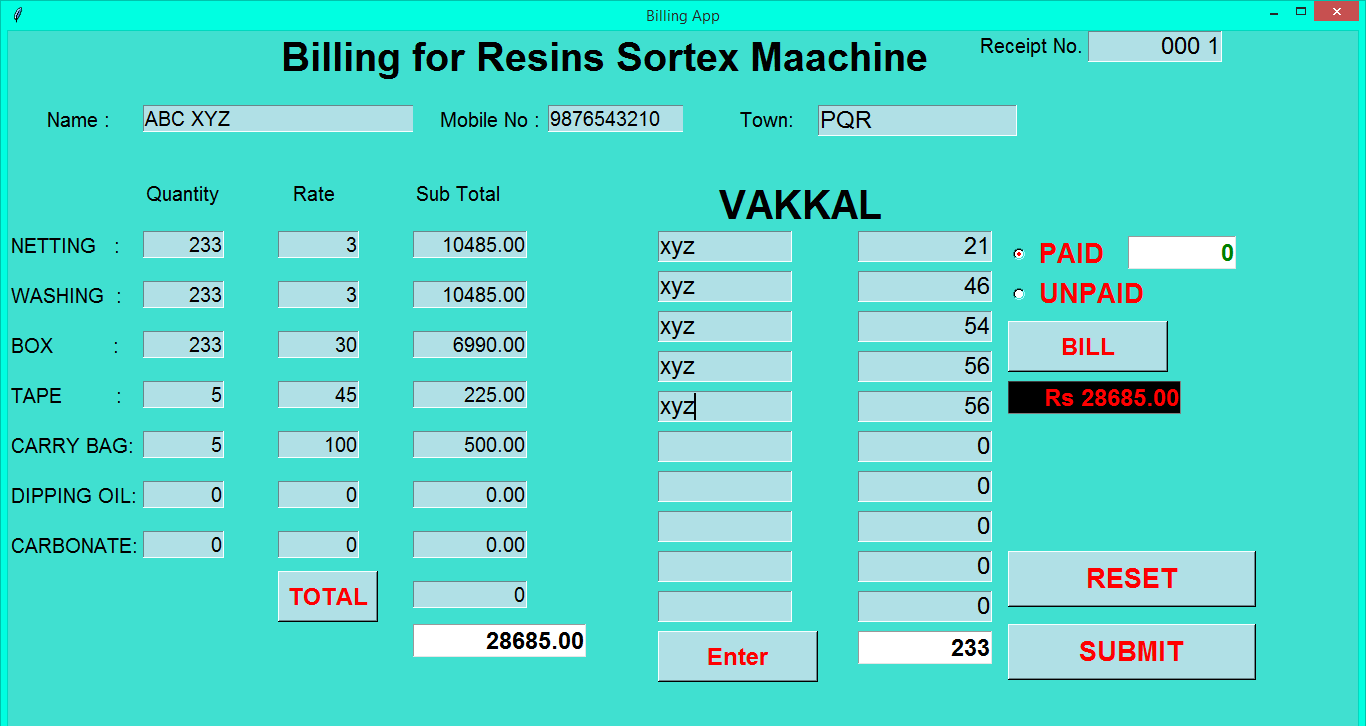 Billing App
Billing for Resins Sortex Maachine
Receipt No. 000 1
Name : ABC XYZ Mobile No : 9876543210 Town: PQR
Quantity Rate Sub Total
VAKKAL
NETTING : 233 3 10485.00 xyz 21 PAID 0
WASHING : 233 3 10485.00 xyz 46 UNPAID
BOX : 233 30 6990.00 xyz 54 BILL
TAPE : 5 45 225.00 xyz 56
xyz 56 Rs 28685.00
CARRY BAG: 5 100 500.00 0
DIPPING OIL: 0 0 0.00 0
CARBONATE: 0 0 0.00 0
0 RESET
TOTAL 0 0
28685.00 Enter 233 SUBMIT